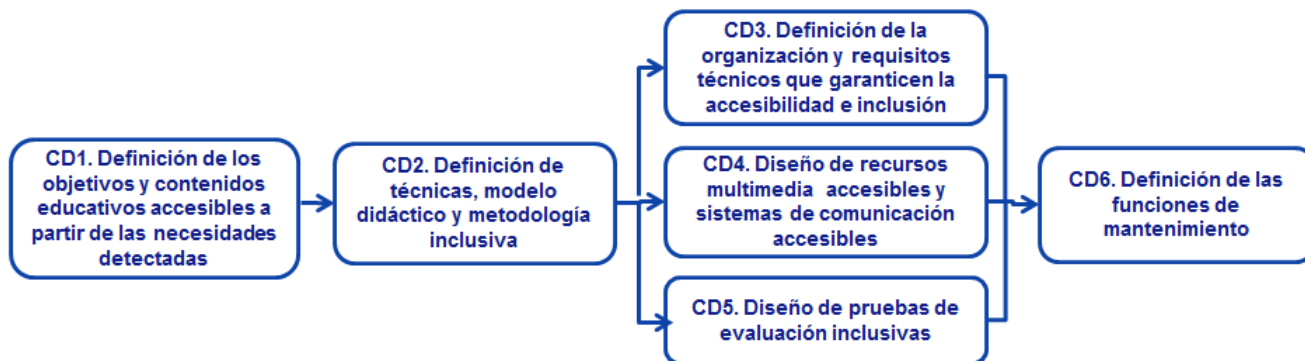 CD1. Definición de los
objetivos y contenidos
educativos accesibles a
partir de las necesidades
detectadas
CD2. Definición de
técnicas, modelo
didáctico y metodología
inclusiva
CD3. Definición de la
organización y requisitos
técnicos que garanticen la
accesibilidad e inclusión
CD4. Diseño de recursos
multimedia accesibles y
sistemas de comunicación
accesibles
CD5. Diseño de pruebas de
evaluación inclusivas
CD6. Definición de las
funciones de
mantenimiento